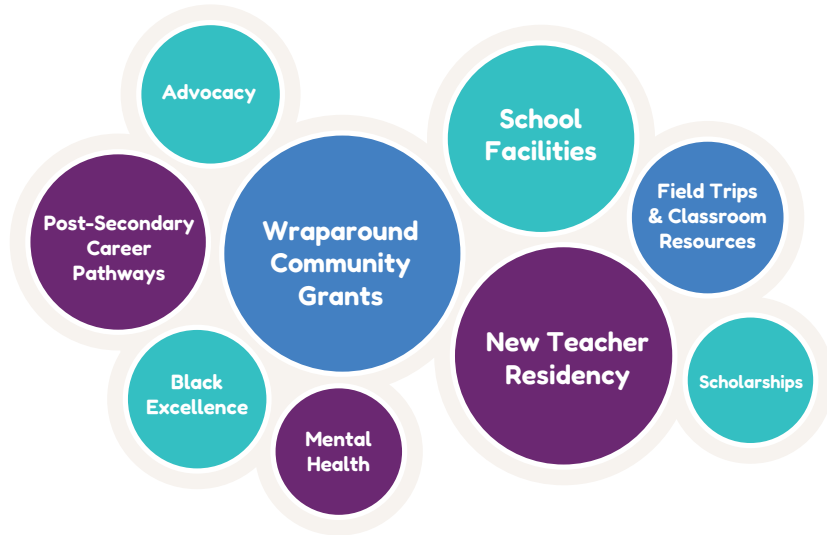 Advocacy
School
Facilities
Post-Secondary
Career
Pathways
Wraparound
Community
Grants
Field Trips
& Classroom
Resources
New Teacher
Residency
Black
Excellence
Mental
Health
Scholarships